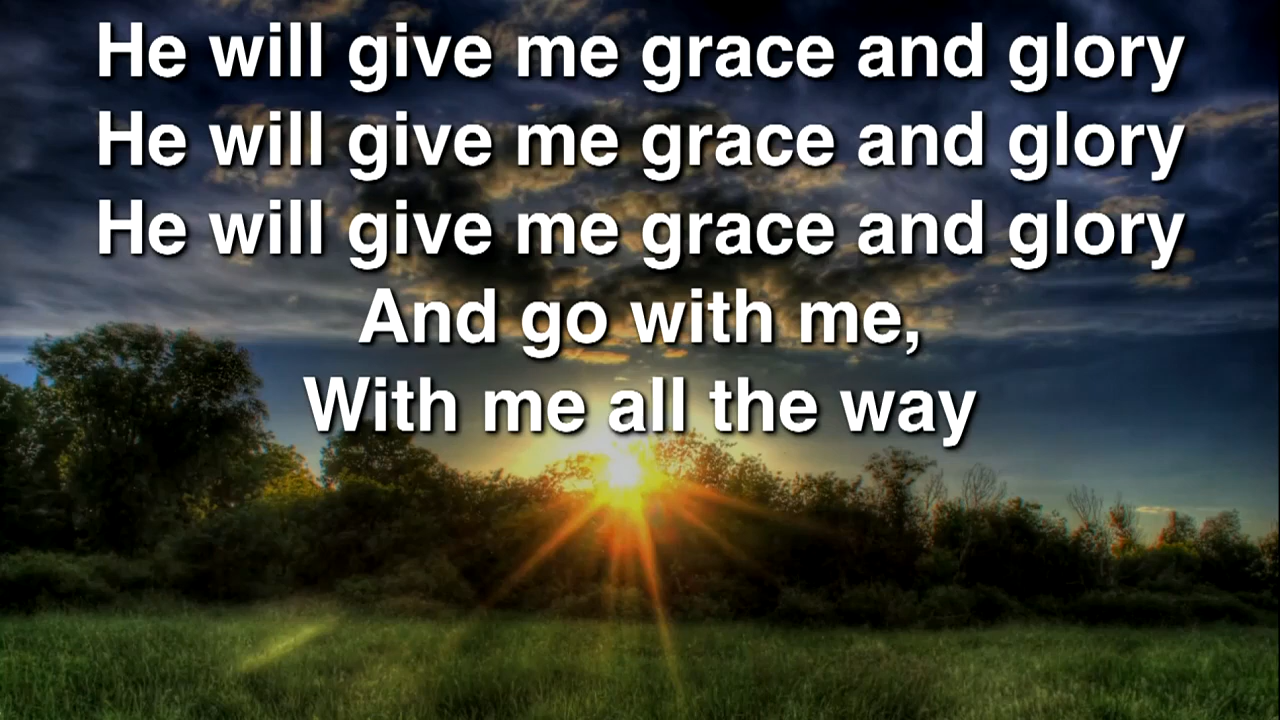 He will give me grace and glory
He will give me grace and glory
He will give me grace and glory
And go with me,
With me all the way